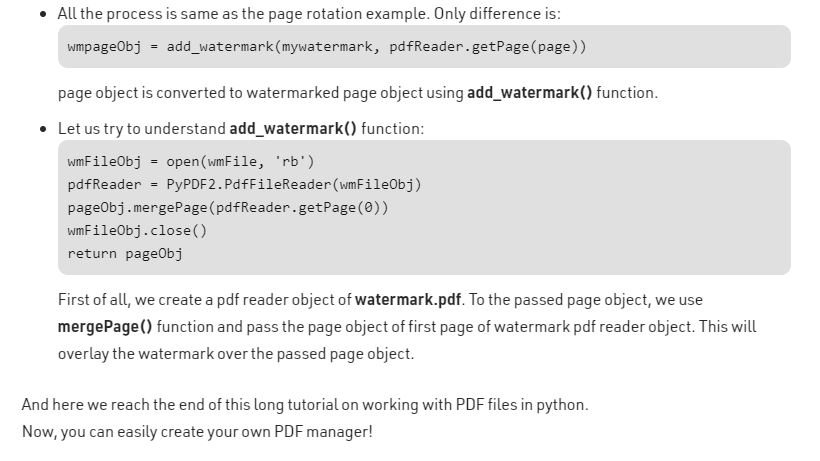 • All the process is same as the page rotation example. Only difference is:
wmpageObj = add_watermark(mywatermark, pdfReader.getPage(page))
page object is converted to watermarked page object using add_watermark() function.
• Let us try to understand add_watermark() function:
wmFileObj = open(wmFile, 'rb')
pdfReader = PyPDF2.PdfFileReader(wmFileObj)
pageObj.mergePage(pdfReader.getPage(0))
wmFileObj.close()
return pageObj
First of all, we create a pdf reader object of watermark.pdf. To the passed page object, we use
mergePage() function and pass the page object of first page of watermark pdf reader object. This will
overlay the watermark over the passed page object.
And here we reach the end of this long tutorial on working with PDF files in python.
Now, you can easily create your own PDF manager!